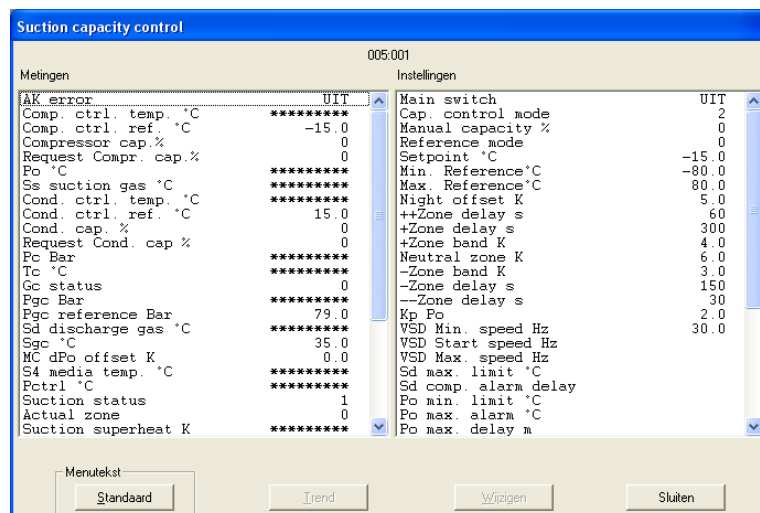 Suction capacity control
005:001
Metingen
AK error UIT
Comp. ctrl. temp. °C *********
Comp. ctrl. ref. °C -15.0
Compressor cap.% 0
Request Compr. cap.% 0
Po °C *********
Ss suction gas °C *********
Cond. ctrl. temp. °C *********
Cond. ctrl. ref. °C 15.0
Cond. cap. % 0
Request Cond. cap % 0
Pc Bar *********
Tc °C *********
Gc status 0
Pgc Bar *********
Pgc reference Bar 79.0
Sd discharge gas °C *********
Sgc °C 35.0
MC dPo offset K 0.0
S4 media temp. °C *********
Pctrl °C *********
Suction status 1
Actual zone 0
Suction superheat K *********
Instellingen
Main switch UIT
Cap. control mode 2
Manual capacity % 0
Reference mode 0
Setpoint °C -15.0
Min. Reference°C -80.0
Max. Reference°C 80.0
Night offset K 5.0
++Zone delay s 60
+Zone delay s 300
+Zone band K 4.0
Neutral zone K 6.0
-Zone band K 3.0
-Zone delay s 150
--Zone delay s 30
Kp Po 2.0
VSD Min. speed Hz 30.0
VSD Start speed Hz
VSD Max. speed Hz
Sd max. limit °C
Sd comp. alarm delay
Po min. limit °C
Po max. alarm °C
Po max. delay m
Menutekst
Standaard
Trend
Wijzigen
Sluiten